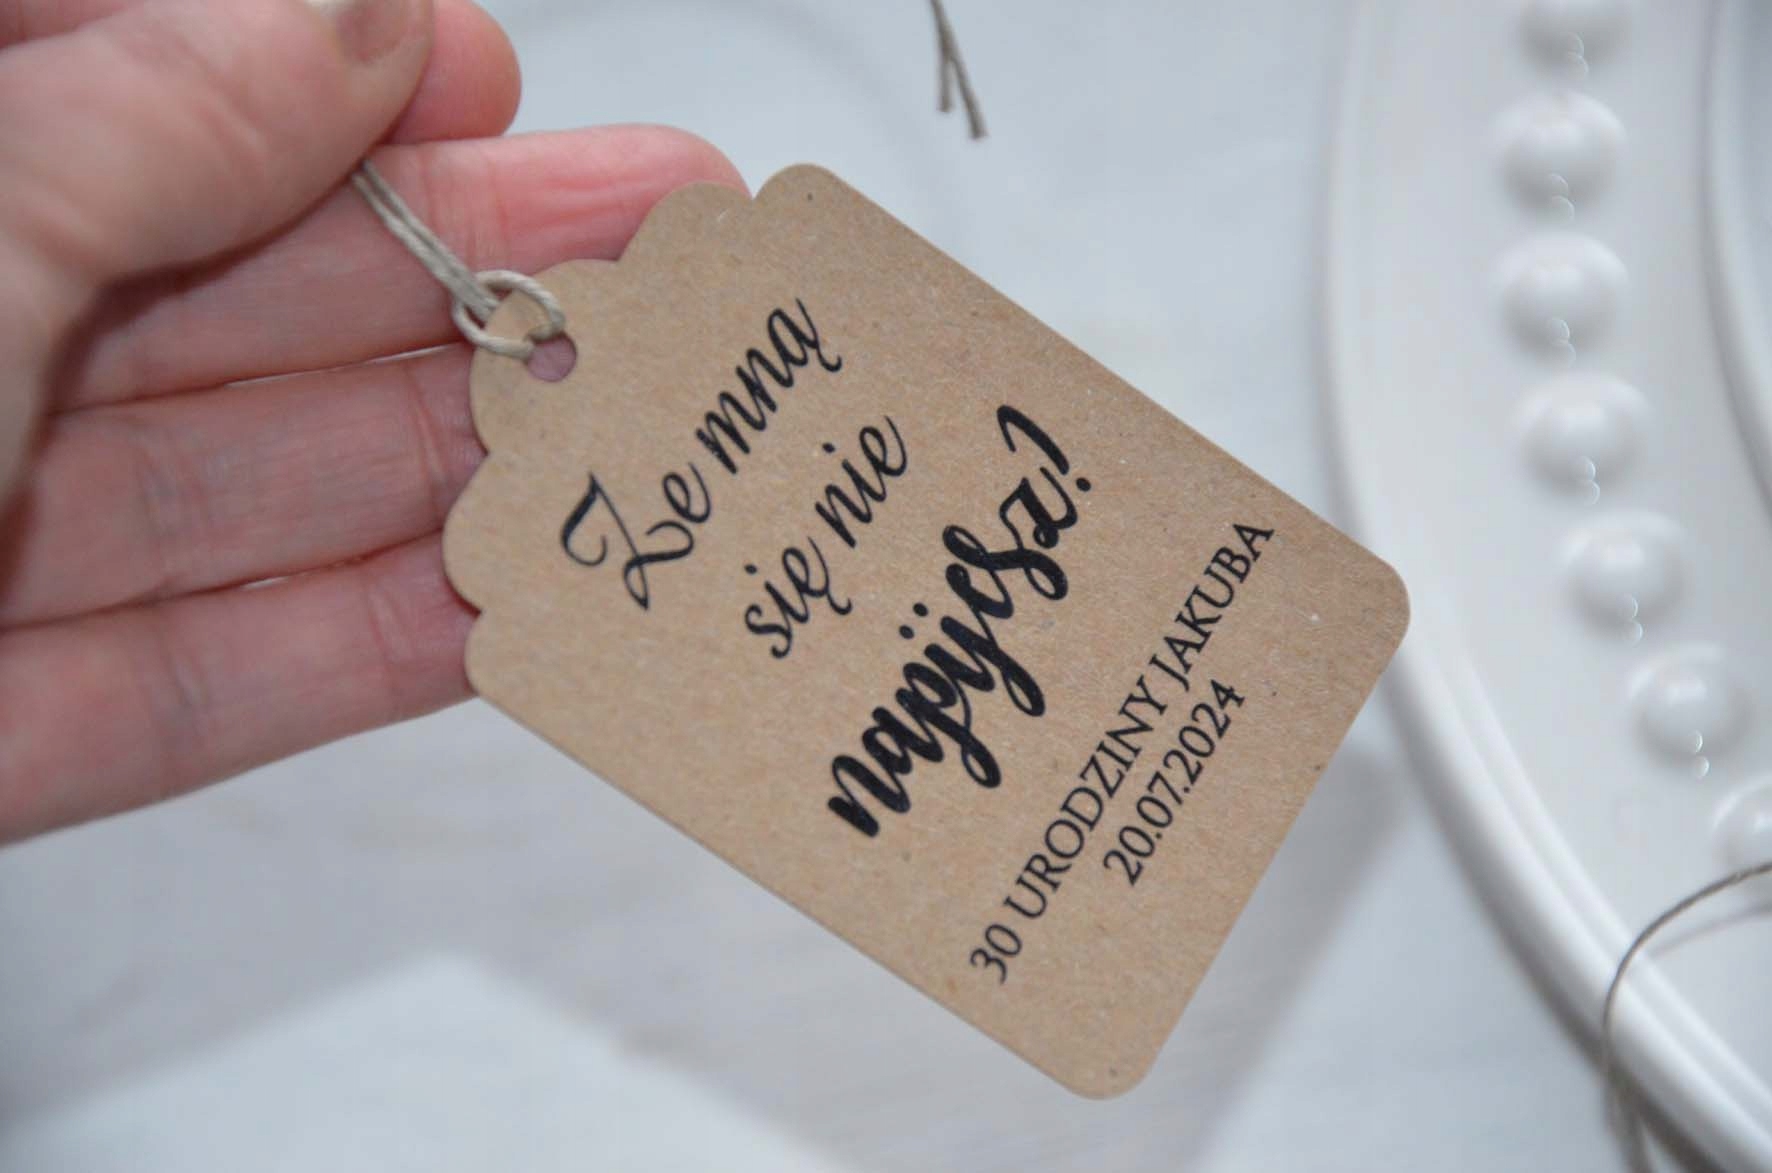 Ze mną
się nie
napijesz?
30 URODZINY JAKUBA
20.07.2024